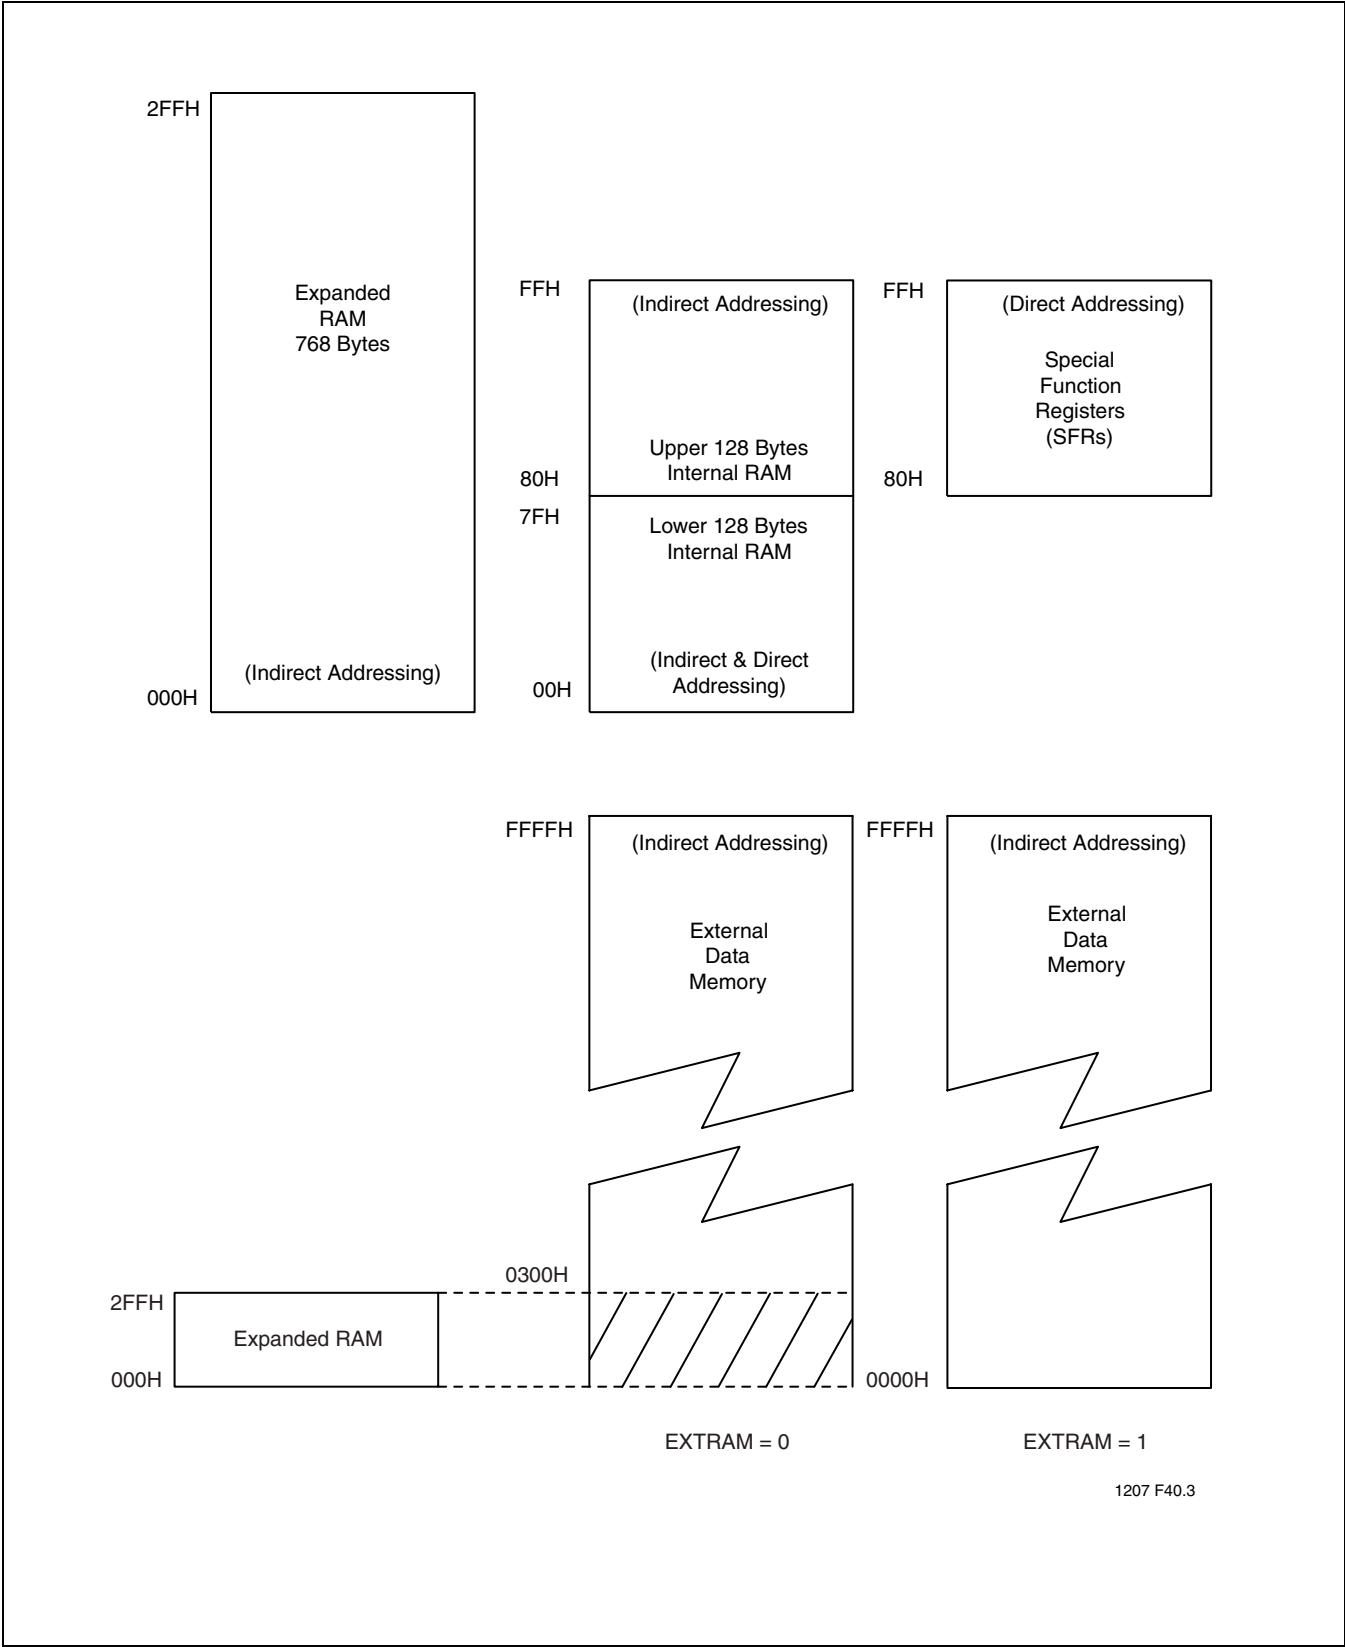 2FFH
Expanded
RAM
768 Bytes
(Indirect Addressing)
000H
FFH
(Indirect Addressing)
Upper 128 Bytes
Internal RAM
80H
7FH
Lower 128 Bytes
Internal RAM
(Indirect & Direct
Addressing)
00H
FFH
(Direct Addressing)
Special
Function
Registers
(SFRs)
80H
FFFFH
(Indirect Addressing)
External
Data
Memory
FFFFH
(Indirect Addressing)
External
Data
Memory
0300H
2FFH
Expanded RAM
000H
0000H
EXTRAM = 0
EXTRAM = 1
1207 F40.3